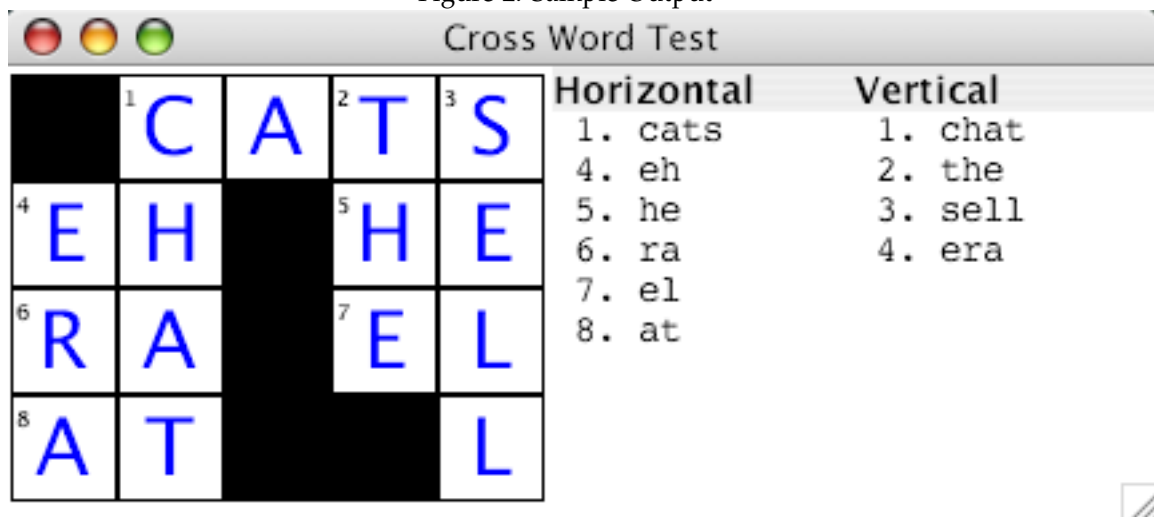 Figure 2: Sample Output
Cross Word Test
1 C A 2 T 3 S
4 E H 5 H E
6 R A 7 E L
8 A T L
Horizontal
1. cats
4. eh
5. he
6. ra
7. el
8. at
Vertical
1. chat
2. the
3. sell
4. era